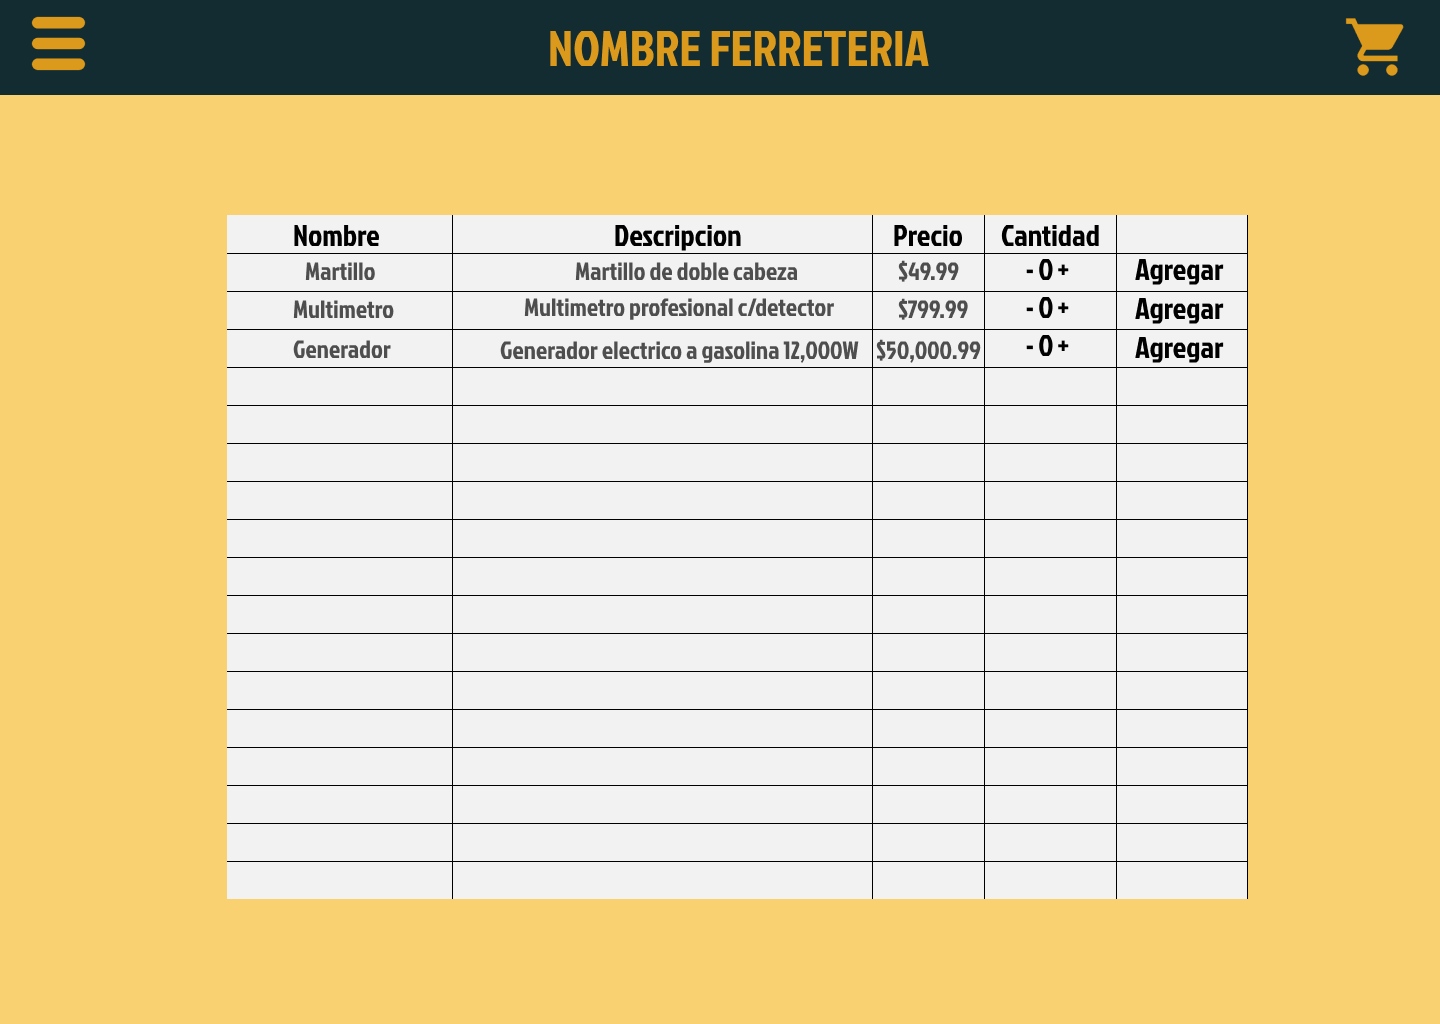 NOMBRE FERRETERIA
Nombre Descripcion Precio Cantidad
Martillo Martillo de doble cabeza $49.99 - 0 + Agregar
Multimetro Multimetro profesional c/detector $799.99 - 0 + Agregar
Generador Generador electrico a gasolina 12,000W $50,000.99 - 0 + Agregar